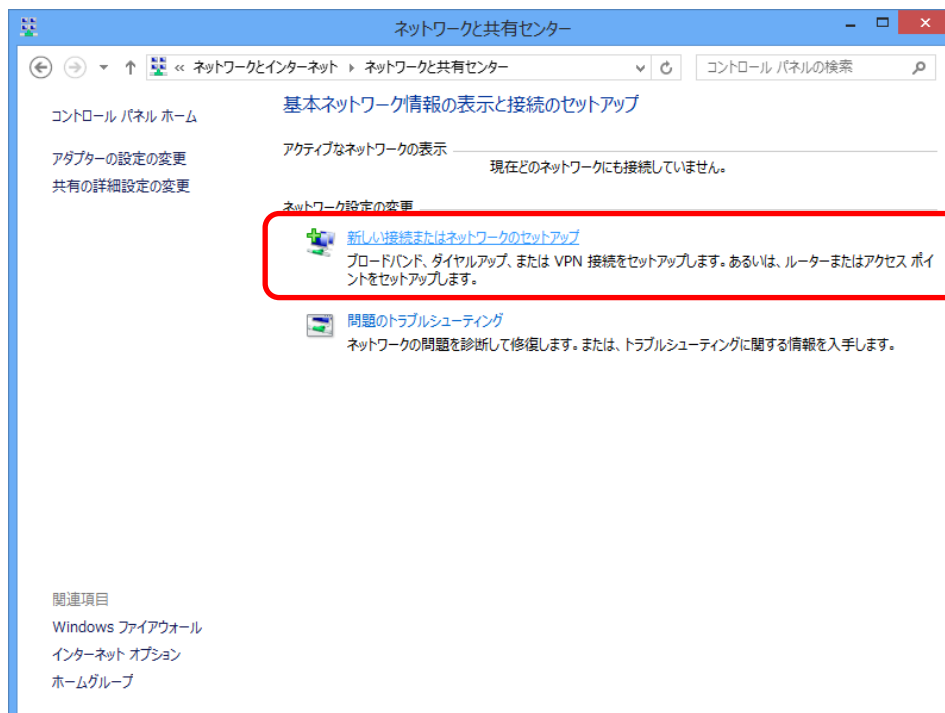 ネットワークと共有センター
« ネットワークとインターネット ▸ ネットワークと共有センター
コントロール パネルの検索
コントロール パネル ホーム
アダプターの設定の変更
共有の詳細設定の変更
基本ネットワーク情報の表示と接続のセットアップ
アクティブなネットワークの表示
現在どのネットワークにも接続していません。
ネットワーク設定の変更
新しい接続またはネットワークのセットアップ
ブロードバンド、ダイヤルアップ、または VPN 接続をセットアップします。あるいは、ルーターまたはアクセス ポイ
ントをセットアップします。
問題のトラブルシューティング
ネットワークの問題を診断して修復します。または、トラブルシューティングに関する情報を入手します。
関連項目
Windows ファイアウォール
インターネット オプション
ホームグループ